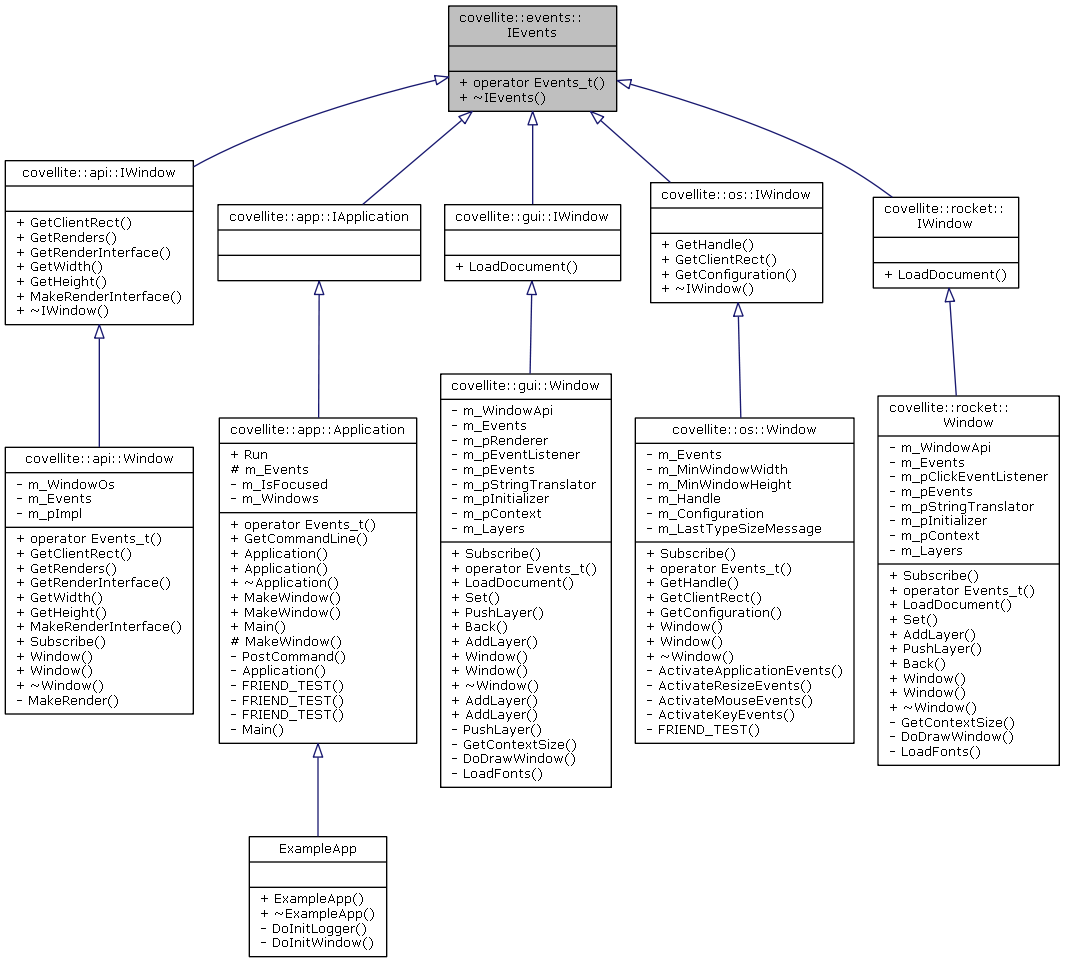 covellite::events::
IEvents
+ operator Events_t()
+ ~IEvents()
covellite::api::IWindow
+ GetClientRect()
+ GetRenders()
+ GetRenderInterface()
+ GetWidth()
+ GetHeight()
+ MakeRenderInterface()
+ ~IWindow()
covellite::app::IApplication
covellite::gui::IWindow
+ LoadDocument()
covellite::os::IWindow
+ GetHandle()
+ GetClientRect()
+ GetConfiguration()
+ ~IWindow()
covellite::rocket::
IWindow
+ LoadDocument()
covellite::api::Window
- m_WindowOs
- m_Events
- m_pImpl
+ operator Events_t()
+ GetClientRect()
+ GetRenders()
+ GetRenderInterface()
+ GetWidth()
+ GetHeight()
+ MakeRenderInterface()
+ Subscribe()
+ Window()
+ Window()
+ ~Window()
- MakeRender()
covellite::app::Application
+ Run
# m_Events
- m_IsFocused
- m_Windows
+ operator Events_t()
+ GetCommandLine()
+ Application()
+ Application()
+ ~Application()
+ MakeWindow()
+ MakeWindow()
+ Main()
# MakeWindow()
- PostCommand()
- Application()
- FRIEND_TEST()
- FRIEND_TEST()
- FRIEND_TEST()
- Main()
covellite::gui::Window
- m_WindowApi
- m_Events
- m_pRenderer
- m_pEventListener
- m_pEvents
- m_pStringTranslator
- m_pInitializer
- m_pContext
- m_Layers
+ Subscribe()
+ operator Events_t()
+ LoadDocument()
+ Set()
+ PushLayer()
+ Back()
+ AddLayer()
+ Window()
+ Window()
+ ~Window()
+ AddLayer()
+ AddLayer()
- PushLayer()
- GetContextSize()
- DoDrawWindow()
- LoadFonts()
covellite::os::Window
- m_Events
- m_MinWindowWidth
- m_MinWindowHeight
- m_Handle
- m_Configuration
- m_LastTypeSizeMessage
+ Subscribe()
+ operator Events_t()
+ GetHandle()
+ GetClientRect()
+ GetConfiguration()
+ Window()
+ Window()
+ ~Window()
- ActivateApplicationEvents()
- ActivateResizeEvents()
- ActivateMouseEvents()
- ActivateKeyEvents()
- FRIEND_TEST()
covellite::rocket::
Window
- m_WindowApi
- m_Events
- m_pClickEventListener
- m_pEvents
- m_pStringTranslator
- m_pInitializer
- m_pContext
- m_Layers
+ Subscribe()
+ operator Events_t()
+ LoadDocument()
+ Set()
+ AddLayer()
+ PushLayer()
+ Back()
+ Window()
+ Window()
+ ~Window()
- GetContextSize()
- DoDrawWindow()
- LoadFonts()
ExampleApp
+ ExampleApp()
+ ~ExampleApp()
- DoInitLogger()
- DoInitWindow()